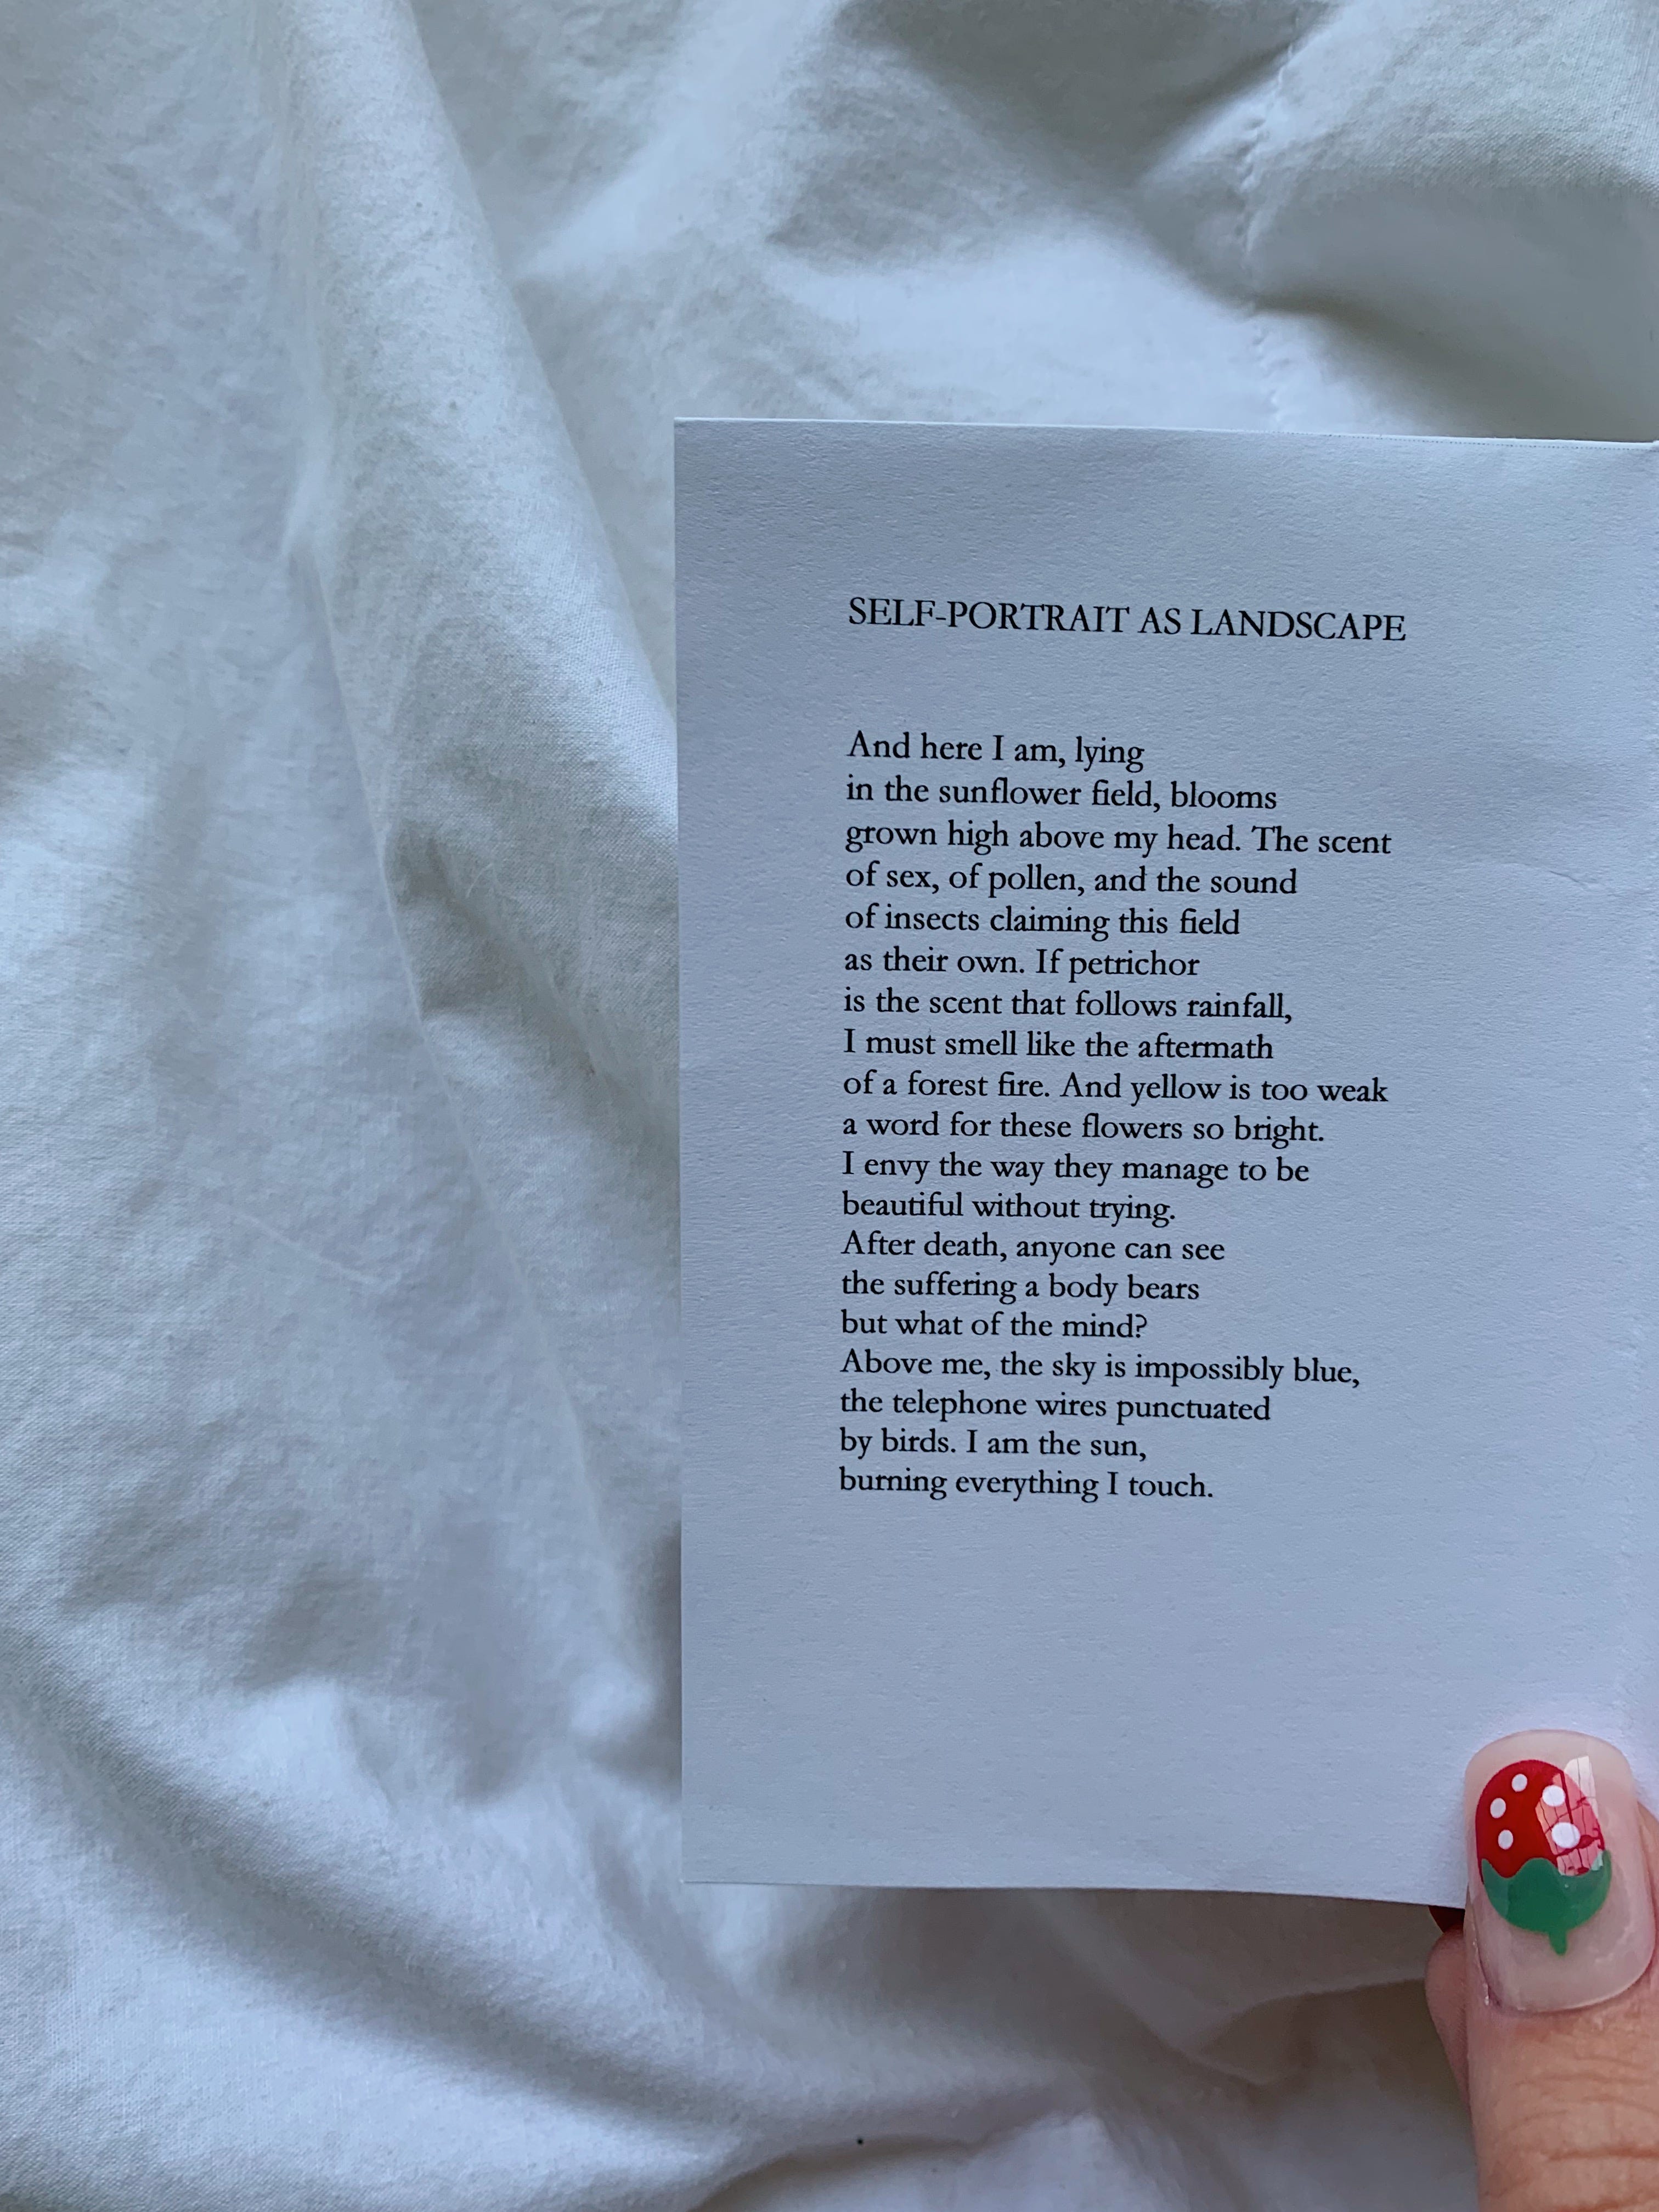 SELF-PORTRAIT AS LANDSCAPE
And here I am, lying
in the sunflower field, blooms
grown high above my head. The scent
of sex, of pollen, and the sound
of insects claiming this field
as their own. If petrichor
is the scent that follows rainfall,
I must smell like the aftermath
of a forest fire. And yellow is too weak
a word for these flowers so bright.
I envy the way they manage to be
beautiful without trying.
After death, anyone can see
the suffering a body bears
but what of the mind?
Above me, the sky is impossibly blue,
the telephone wires punctuated
by birds. I am the sun,
burning everything I touch.